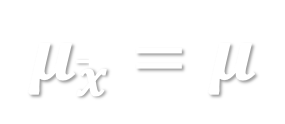 μx̄ = μ